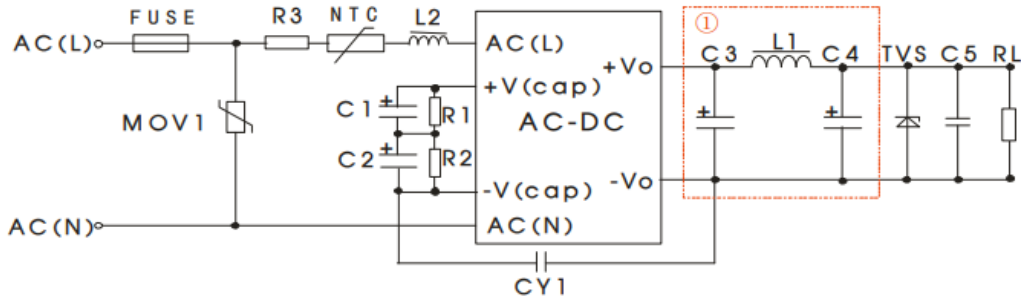 FUSE R3 NTC L2
AC(L) AC(L)
① C3 L1 C4 TVS C5 RL
+Vo
+V(cap)
C1 + R1 AC-DC + +
MOV1
C2 + R2
-V(cap) -Vo
AC(N) AC(N)
CY1